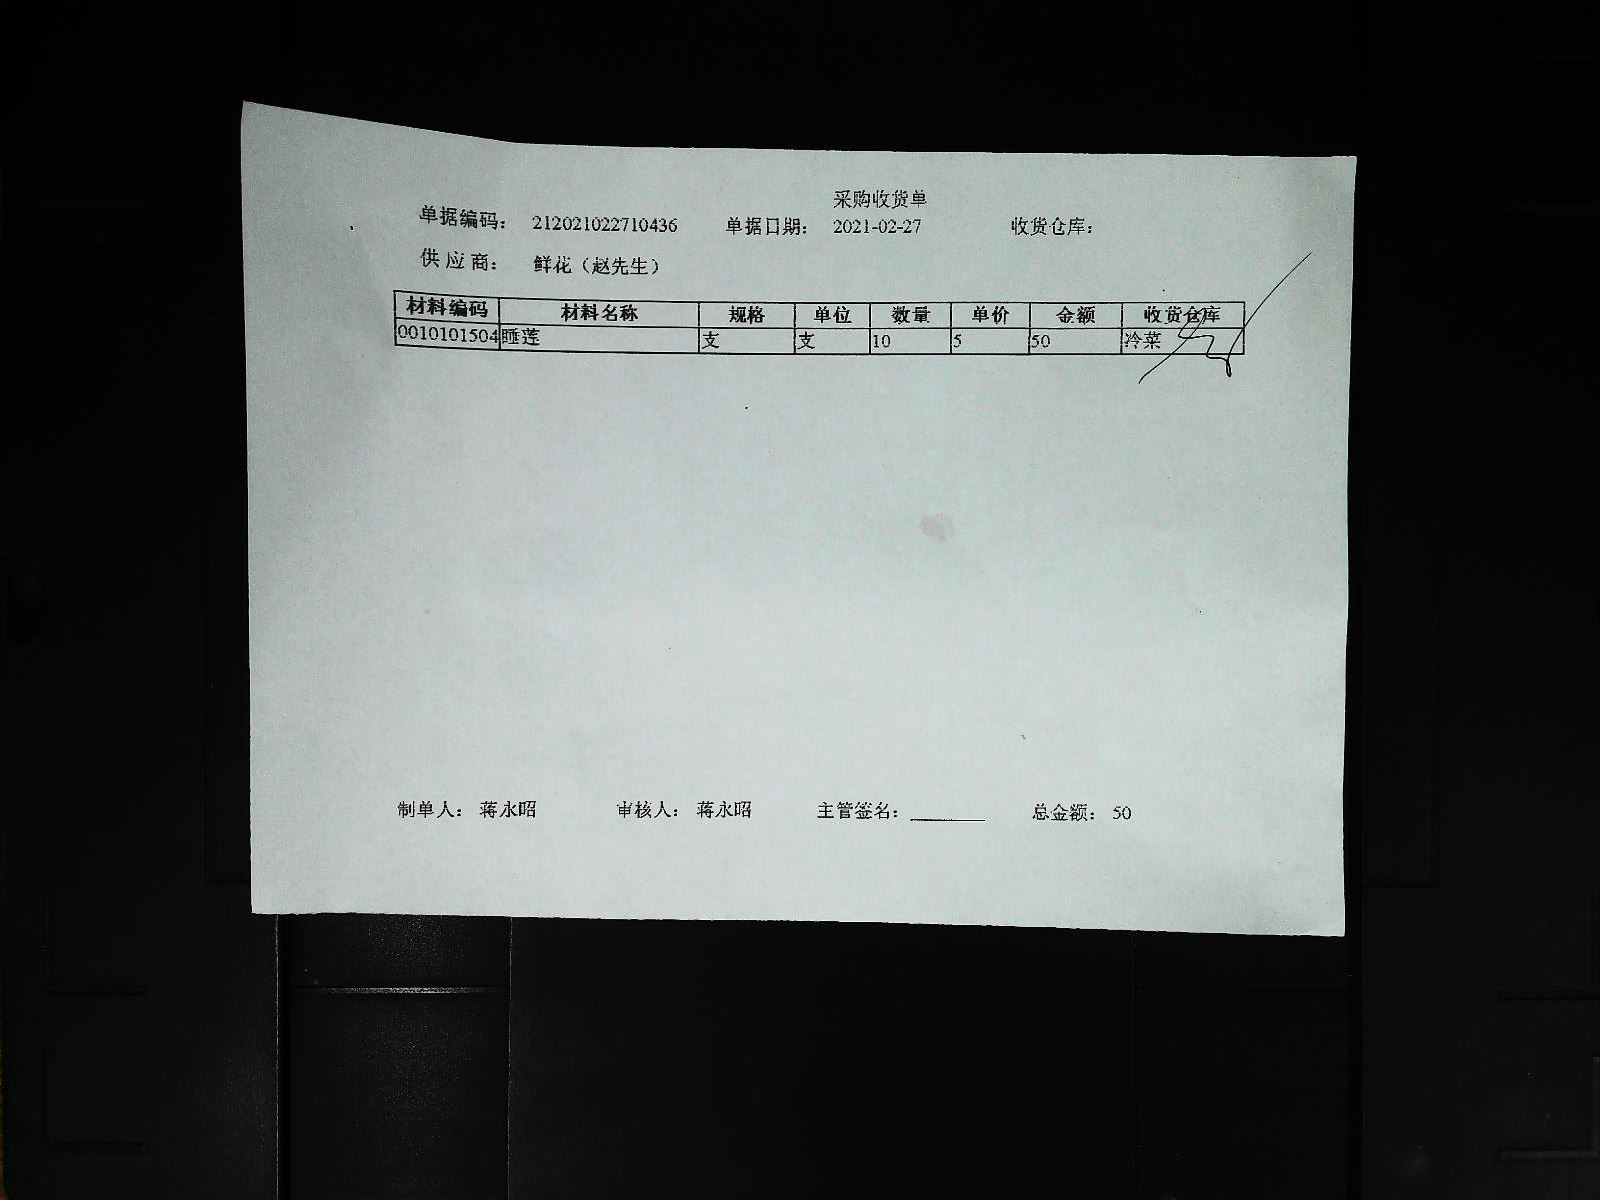 采购收货单
单据编码： 212021022710436 单据日期： 2021-02-27 收货仓库：
供 应 商： 鲜花（赵先生）
材料编码 材料名称 规格 单位 数量 单价 金额 收货仓库
0010101504 睡莲 支 支 10 5 50 冷菜
制单人： 蒋永昭 审核人： 蒋永昭 主管签名：______ 总金额： 50